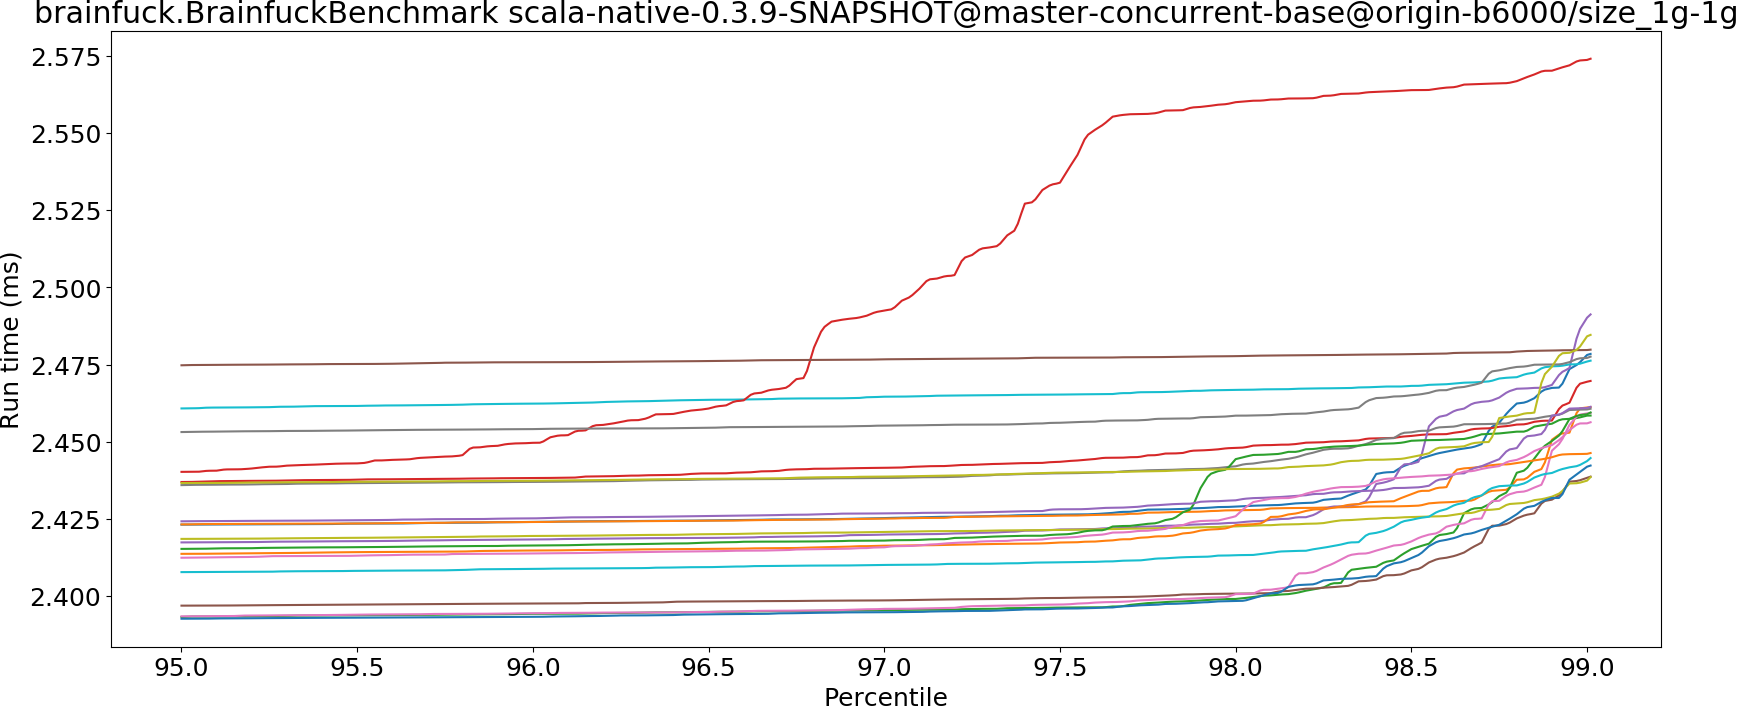 brainfuck.BrainfuckBenchmark scala-native-0.3.9-SNAPSHOT@master-concurrent-base@origin-b6000/size_1g-1g
2.575
2.550
2.525
2.500
2.475
2.450
2.425
2.400
Run time (ms)
95.0 95.5 96.0 96.5 97.0 97.5 98.0 98.5 99.0
Percentile